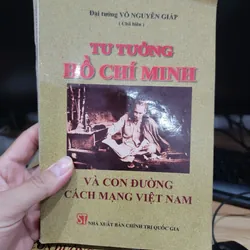 Đại tướng VÕ NGUYÊN GIÁP
(Chủ biên)
TƯ TƯỞNG
HỒ CHÍ MINH
VÀ CON ĐƯỜNG
CÁCH MẠNG VIỆT NAM
ST NHÀ XUẤT BẢN CHÍNH TRỊ QUỐC GIA